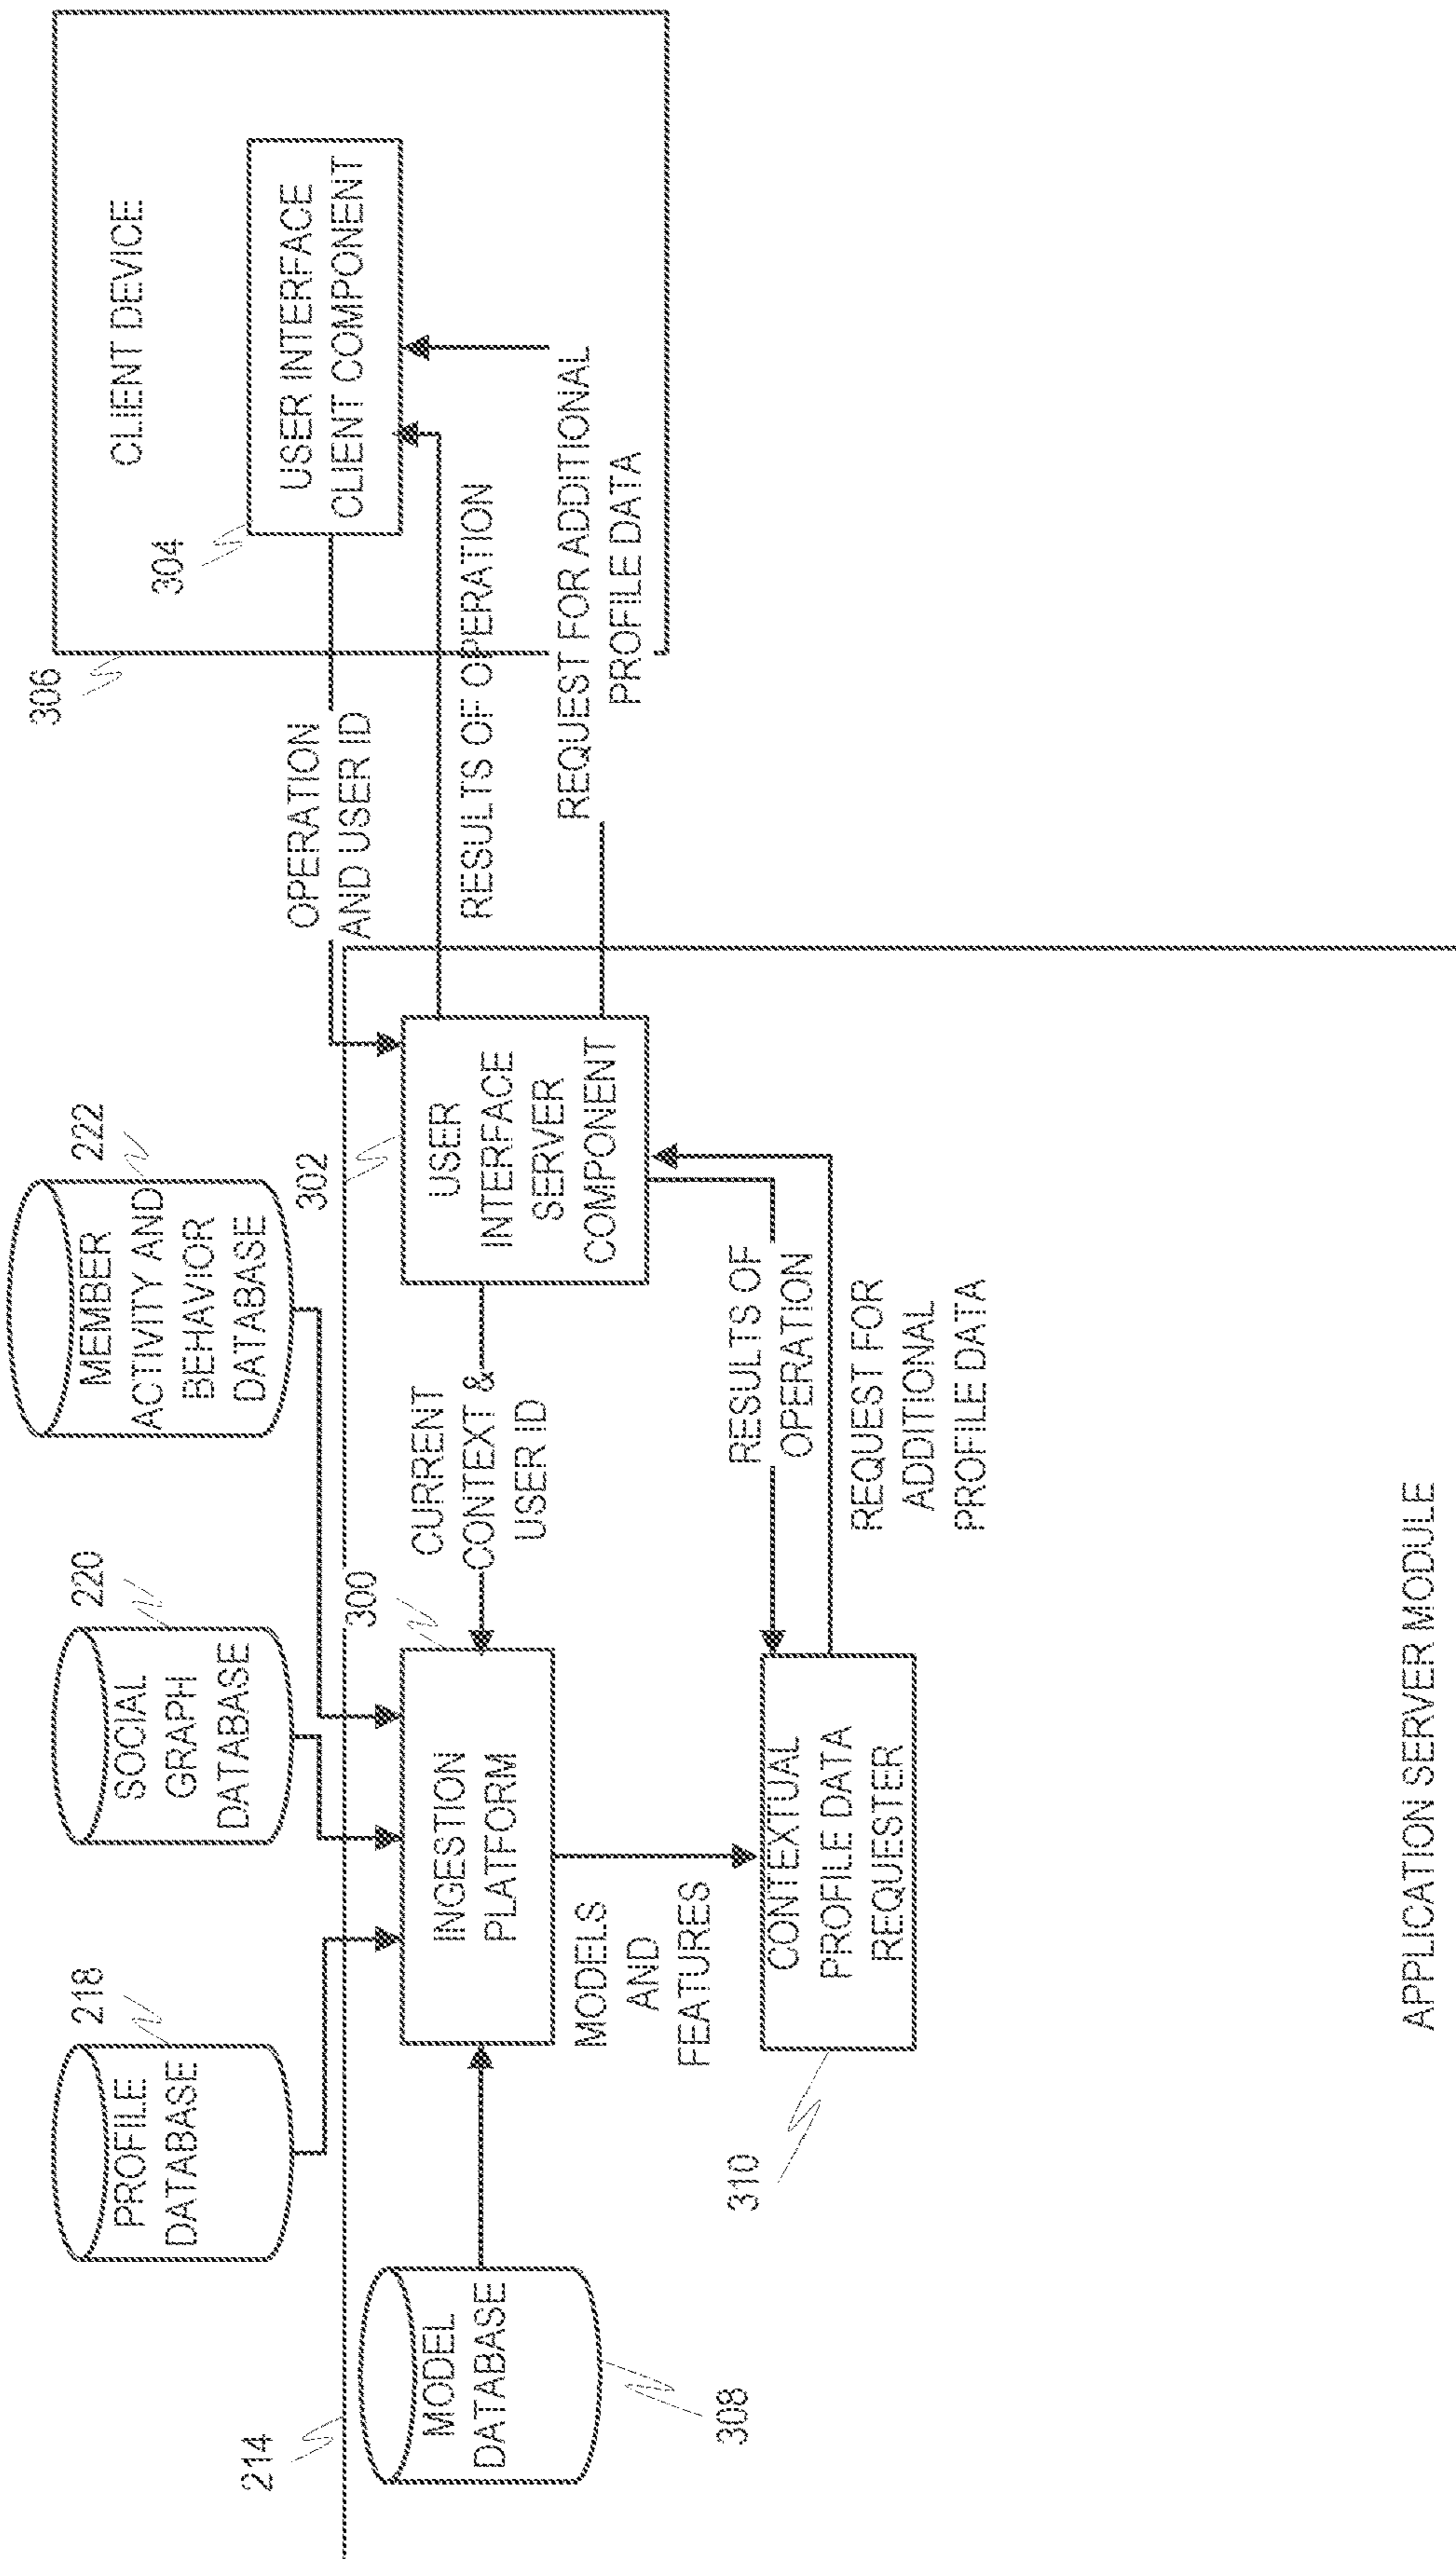 214
PROFILE
DATABASE
218
SOCIAL
GRAPH
DATABASE
220
MEMBER
ACTIVITY AND
BEHAVIOR
DATABASE
222
306
CLIENT DEVICE
304
USER INTERFACE
CLIENT COMPONENT
OPERATION
AND USER ID
RESULTS OF OPERATION
REQUEST FOR ADDITIONAL
PROFILE DATA
MODEL
DATABASE
308
300
INGESTION
PLATFORM
CURRENT
CONTEXT &
USER ID
302
USER
INTERFACE
SERVER
COMPONENT
MODELS
AND
FEATURES
RESULTS OF
OPERATION
310
CONTEXTUAL
PROFILE DATA
REQUESTER
REQUEST FOR
ADDITIONAL
PROFILE DATA
APPLICATION SERVER MODULE